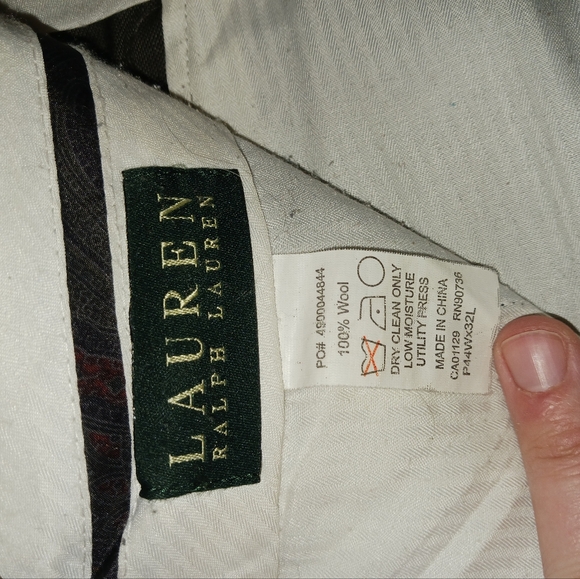 LAUREN
RALPH LAUREN
PO# 4900044844
100% Wool
DRY CLEAN ONLY
LOW MOISTURE
UTILITY PRESS
MADE IN CHINA
CA01129 RN90736
P44Wx32L